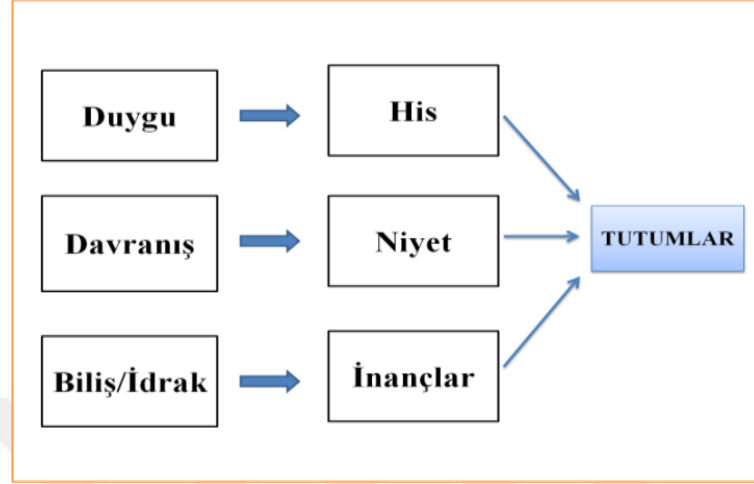 Duygu
His
Davranış
Niyet
TUTUMLAR
Biliş/İdrak
İnançlar